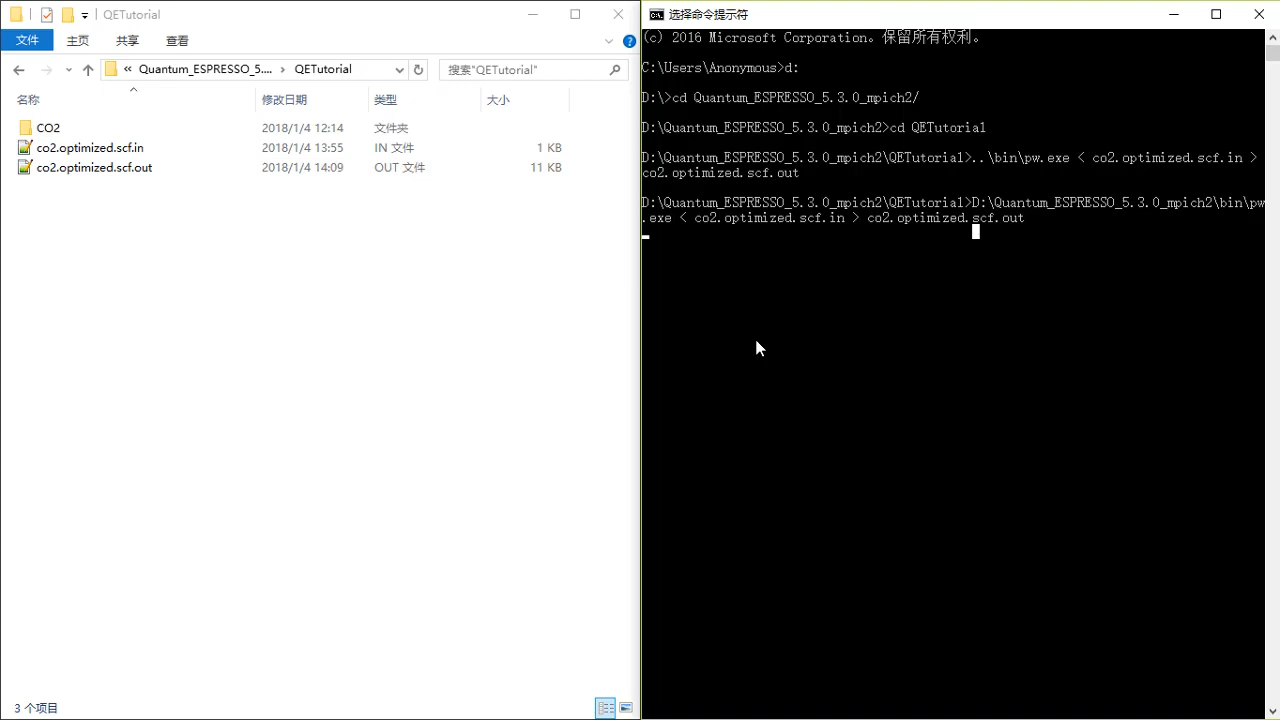 QETutorial
文件 主页 共享 查看
« Quantum_ESPRESSO_5.... › QETutorial
搜索"QETutorial"
名称 修改日期 类型 大小
CO2 2018/1/4 12:14 文件夹
co2.optimized.scf.in 2018/1/4 13:55 IN 文件 1 KB
co2.optimized.scf.out 2018/1/4 14:09 OUT 文件 11 KB
3 个项目
选择命令提示符
(c) 2016 Microsoft Corporation。保留所有权利。
C:\Users\Anonymous>d:
D:\>cd Quantum_ESPRESSO_5.3.0_mpich2/
D:\Quantum_ESPRESSO_5.3.0_mpich2>cd QETutorial
D:\Quantum_ESPRESSO_5.3.0_mpich2\QETutorial>..\bin\pw.exe < co2.optimized.scf.in >
co2.optimized.scf.out
D:\Quantum_ESPRESSO_5.3.0_mpich2\QETutorial>D:\Quantum_ESPRESSO_5.3.0_mpich2\bin\pw
.exe < co2.optimized.scf.in > co2.optimized.scf.out